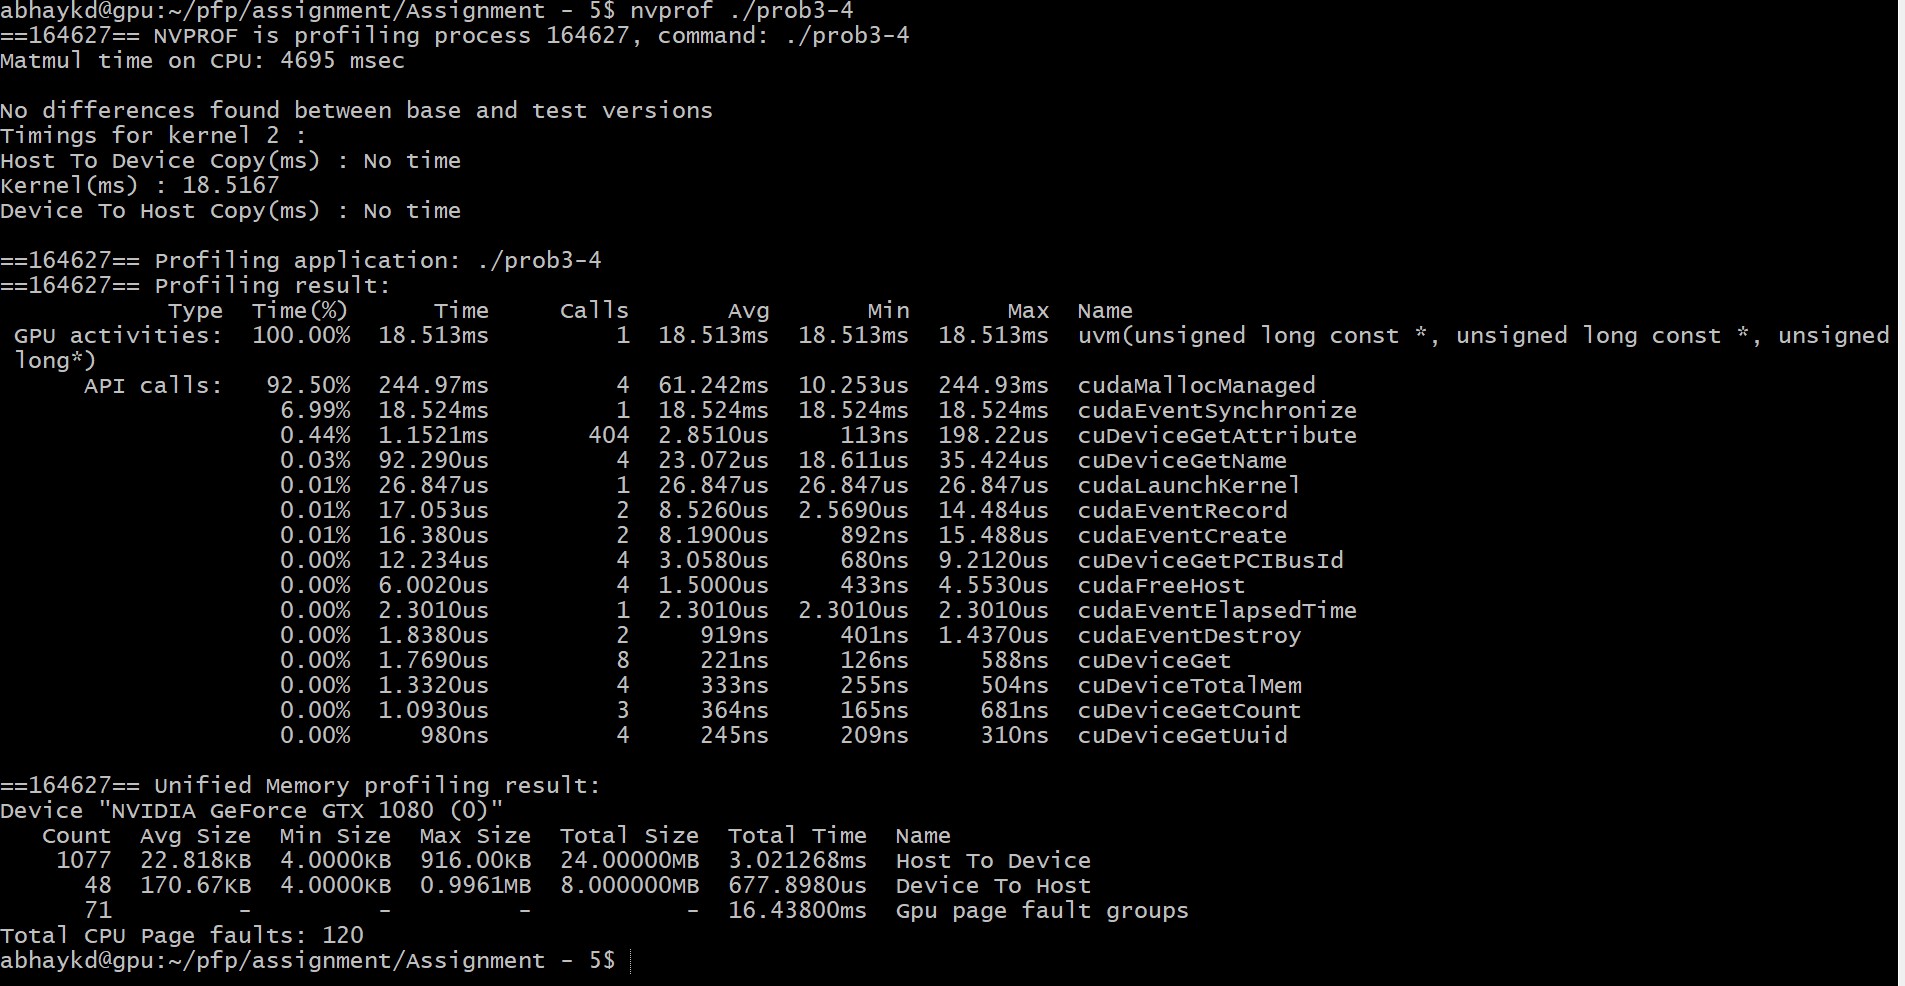 abhaykd@gpu:~/pfp/assignment/Assignment - 5$ nvprof ./prob3-4
==164627== NVPROF is profiling process 164627, command: ./prob3-4
Matmul time on CPU: 4695 msec
No differences found between base and test versions
Timings for kernel 2 :
Host To Device Copy(ms) : No time
Kernel(ms) : 18.5167
Device To Host Copy(ms) : No time
==164627== Profiling application: ./prob3-4
==164627== Profiling result:
Type Time(%) Time Calls Avg Min Max Name
GPU activities: 100.00% 18.513ms 1 18.513ms 18.513ms 18.513ms uvm(unsigned long const *, unsigned long const *, unsigned
long*)
API calls: 92.50% 244.97ms 4 61.242ms 10.253us 244.93ms cudaMallocManaged
6.99% 18.524ms 1 18.524ms 18.524ms 18.524ms cudaEventSynchronize
0.44% 1.1521ms 404 2.8510us 113ns 198.22us cuDeviceGetAttribute
0.03% 92.290us 4 23.072us 18.611us 35.424us cuDeviceGetName
0.01% 26.847us 1 26.847us 26.847us 26.847us cudaLaunchKernel
0.01% 17.053us 2 8.5260us 2.5690us 14.484us cudaEventRecord
0.01% 16.380us 2 8.1900us 892ns 15.488us cudaEventCreate
0.00% 12.234us 4 3.0580us 680ns 9.2120us cuDeviceGetPCIBusId
0.00% 6.0020us 4 1.5000us 433ns 4.5530us cudaFreeHost
0.00% 2.3010us 1 2.3010us 2.3010us 2.3010us cudaEventElapsedTime
0.00% 1.8380us 2 919ns 401ns 1.4370us cudaEventDestroy
0.00% 1.7690us 8 221ns 126ns 588ns cuDeviceGet
0.00% 1.3320us 4 333ns 255ns 504ns cuDeviceTotalMem
0.00% 1.0930us 3 364ns 165ns 681ns cuDeviceGetCount
0.00% 980ns 4 245ns 209ns 310ns cuDeviceGetUuid
==164627== Unified Memory profiling result:
Device "NVIDIA GeForce GTX 1080 (0)"
Count Avg Size Min Size Max Size Total Size Total Time Name
1077 22.818KB 4.0000KB 916.00KB 24.00000MB 3.021268ms Host To Device
48 170.67KB 4.0000KB 0.9961MB 8.000000MB 677.8980us Device To Host
71 - - - - 16.43800ms Gpu page fault groups
Total CPU Page faults: 120
abhaykd@gpu:~/pfp/assignment/Assignment - 5$